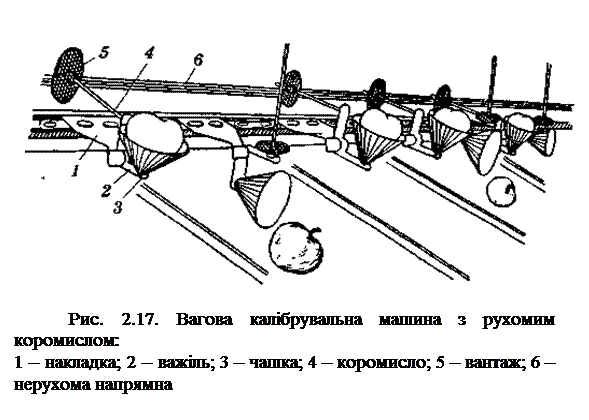 5
4
6
1
2
3
Рис. 2.17. Вагова калібрувальна машина з рухомим
коромислом:
1 – накладка; 2 – важіль; 3 – чашка; 4 – коромисло; 5 – вантаж; 6 –
нерухома напрямна